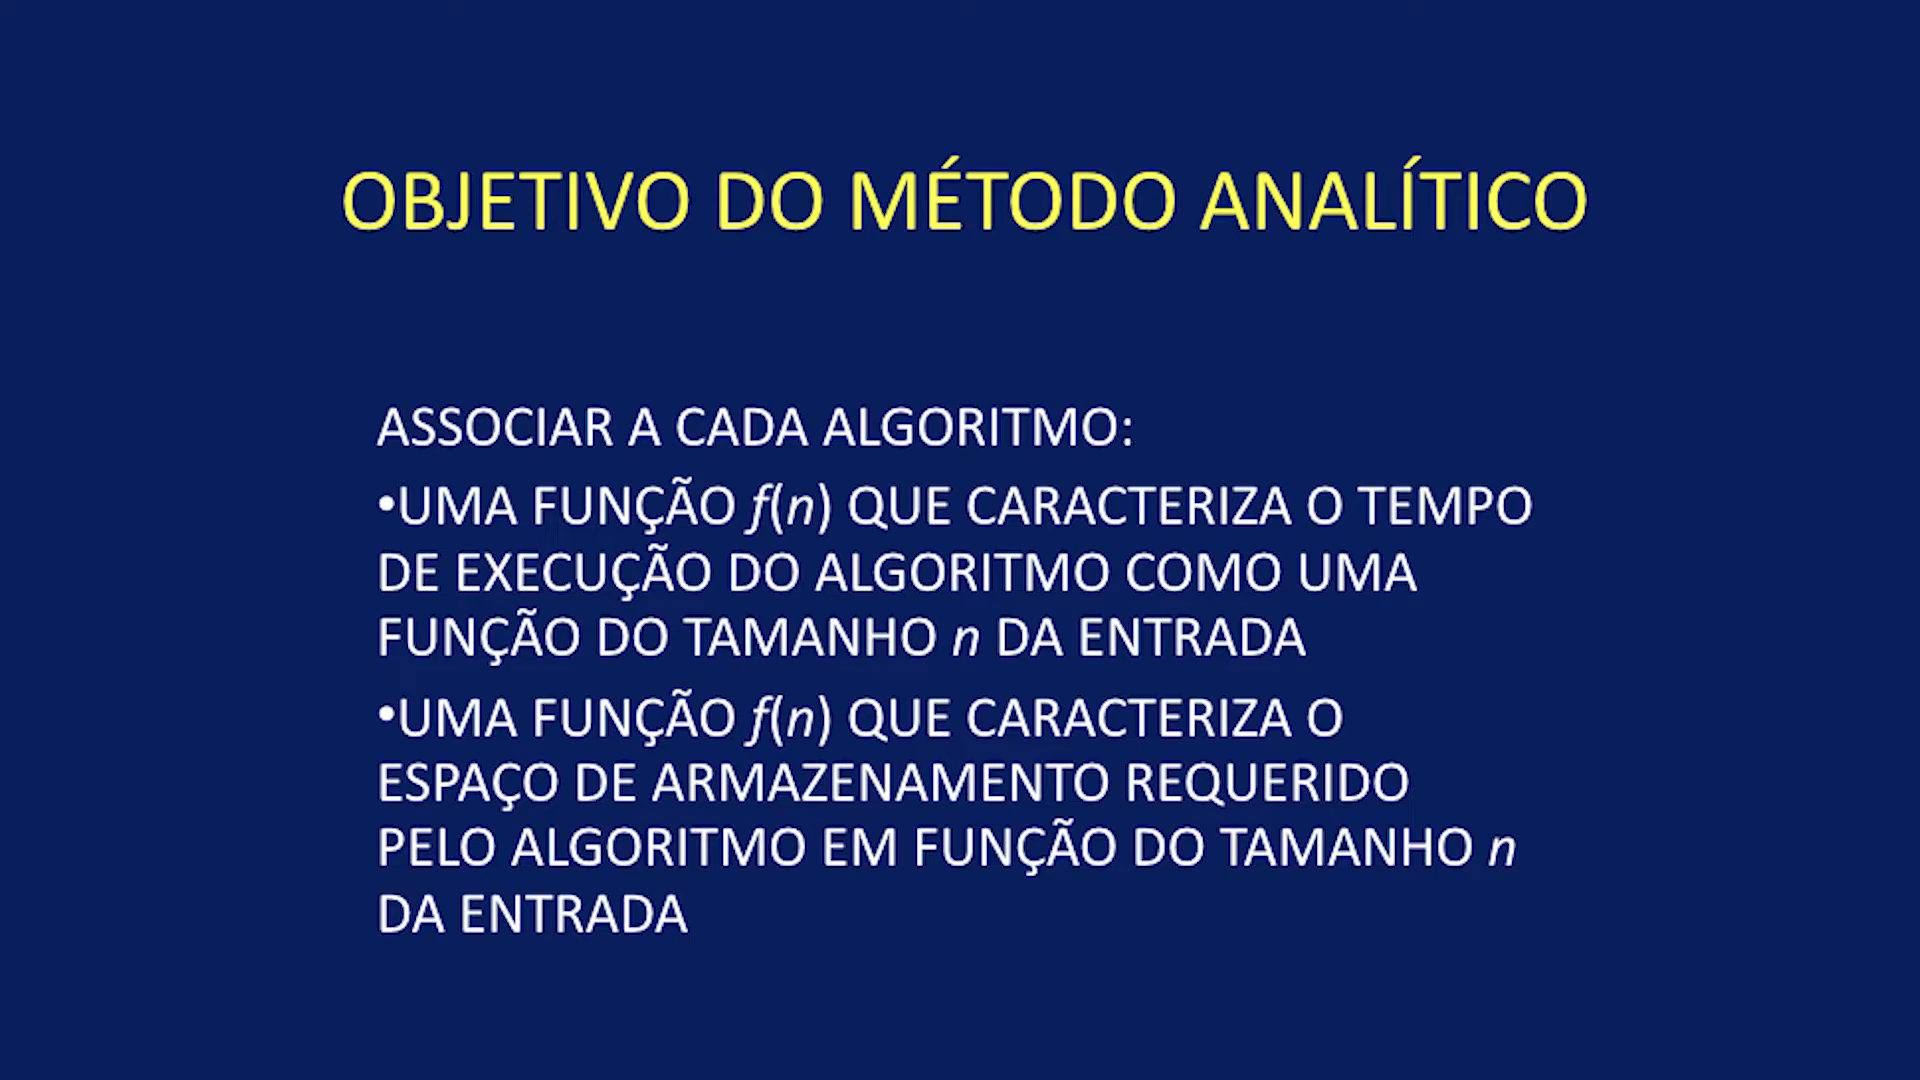 OBJETIVO DO MÉTODO ANALÍTICO
ASSOCIAR A CADA ALGORITMO:
•UMA FUNÇÃO f(n) QUE CARACTERIZA O TEMPO
DE EXECUÇÃO DO ALGORITMO COMO UMA
FUNÇÃO DO TAMANHO n DA ENTRADA
•UMA FUNÇÃO f(n) QUE CARACTERIZA O
ESPAÇO DE ARMAZENAMENTO REQUERIDO
PELO ALGORITMO EM FUNÇÃO DO TAMANHO n
DA ENTRADA